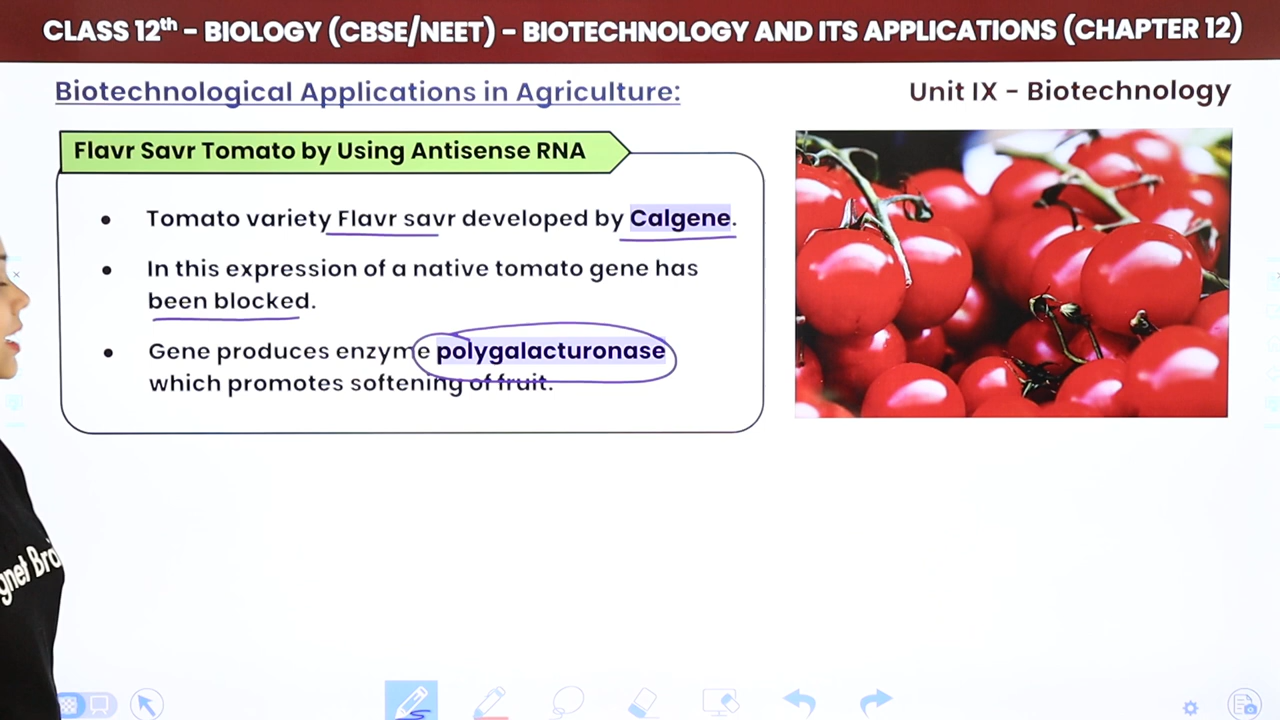 CLASS 12th – BIOLOGY (CBSE/NEET) – BIOTECHNOLOGY AND ITS APPLICATIONS (CHAPTER 12)
Biotechnological Applications in Agriculture:
Unit IX – Biotechnology
Flavr Savr Tomato by Using Antisense RNA
• Tomato variety Flavr savr developed by Calgene.
• In this expression of a native tomato gene has
been blocked.
• Gene produces enzyme polygalacturonase
which promotes softening of fruit.
gnet Bra